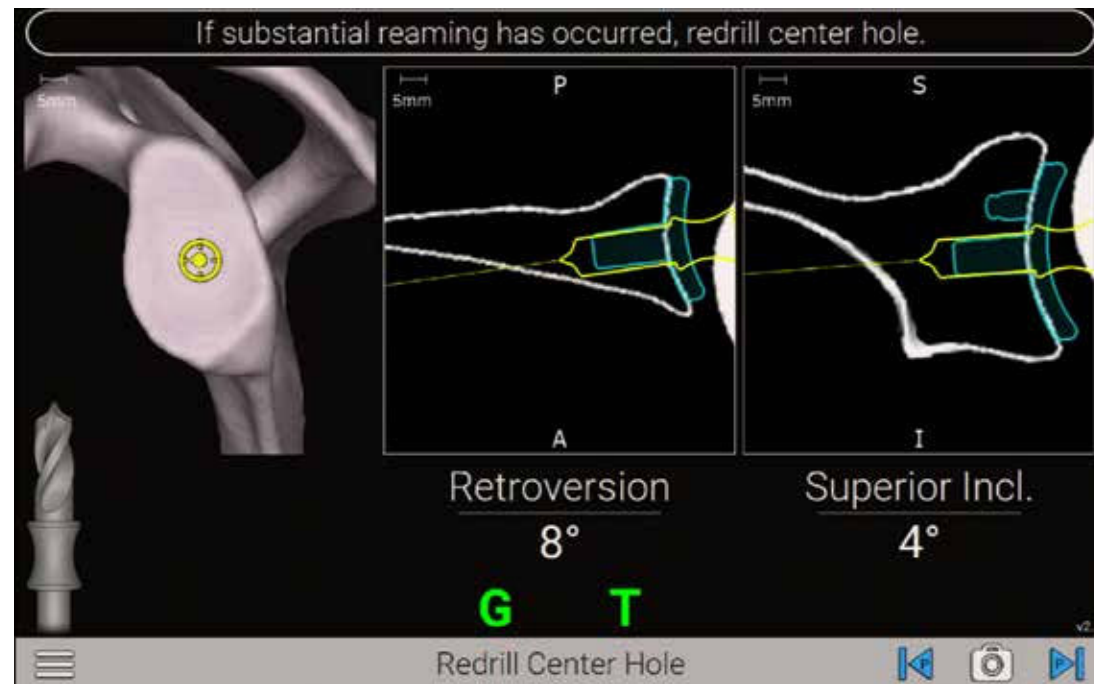 If substantial reaming has occurred, redrill center hole.
5mm
5mm
P
A
5mm
S
I
Retroversion
8°
Superior Incl.
4°
G T
v2.
Redrill Center Hole
P
P